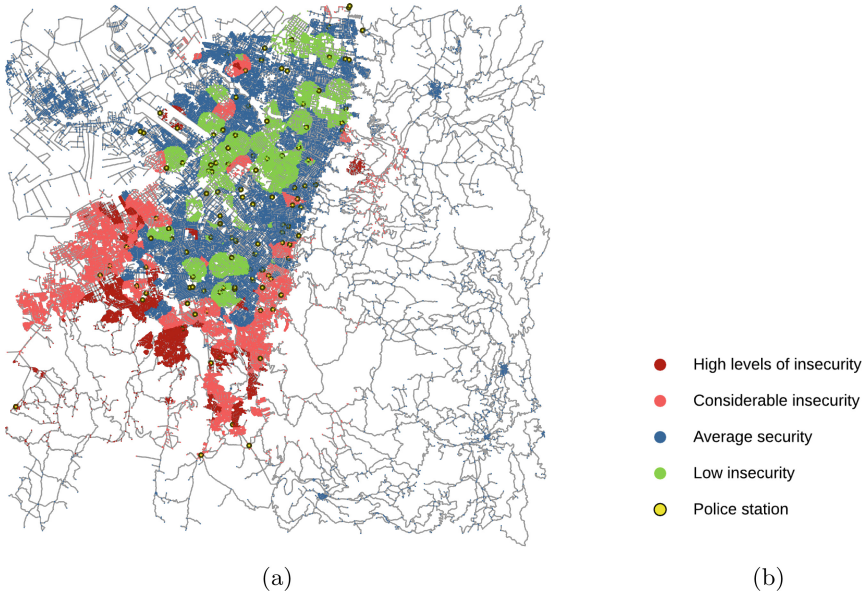 High levels of insecurity
Considerable insecurity
Average security
Low insecurity
Police station
(a)
(b)